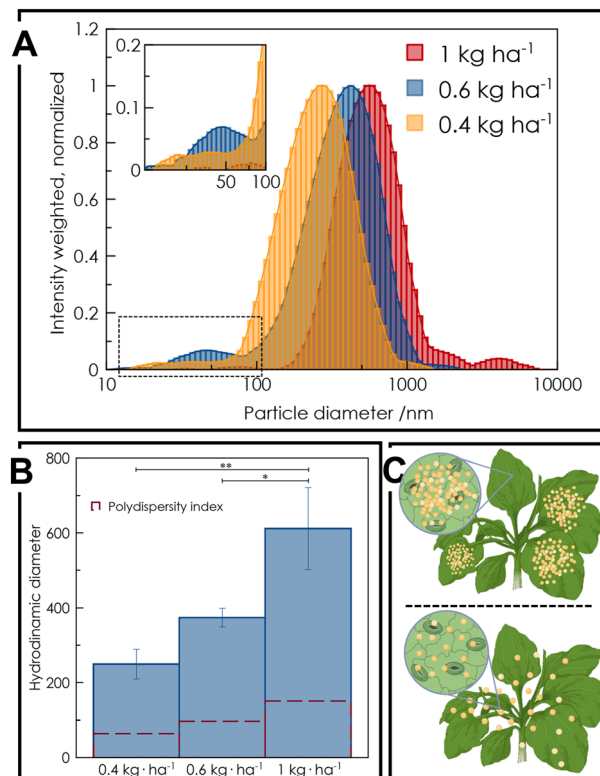 A
Intensity weighted, normalized
1.2
1
0.8
0.6
0.4
0.2
0
0.2
0.1
0
50
100
1 kg ha-1
0.6 kg ha-1
0.4 kg ha-1
10
100
1000
10000
Particle diameter /nm
B
Hydrodinamic diameter
800
600
400
200
0
**
*
Polydispersity index
0.4 kg · ha-1
0.6 kg · ha-1
1 kg · ha-1
C